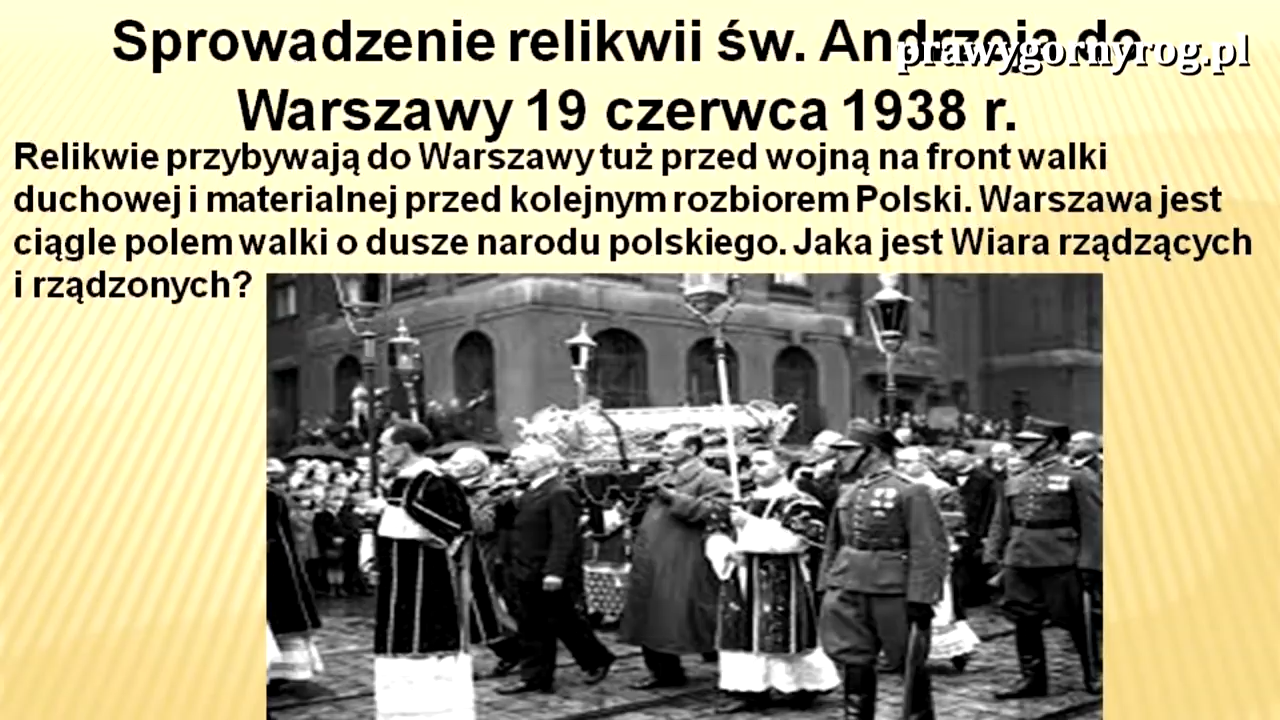 Sprowadzenie relikwii św. Andrzeja do
prawygornyrog.pl
Warszawy 19 czerwca 1938 r.
Relikwie przybywają do Warszawy tuż przed wojną na front walki
duchowej i materialnej przed kolejnym rozbiorem Polski. Warszawa jest
ciągle polem walki o dusze narodu polskiego. Jaka jest Wiara rządzących
i rządzonych?